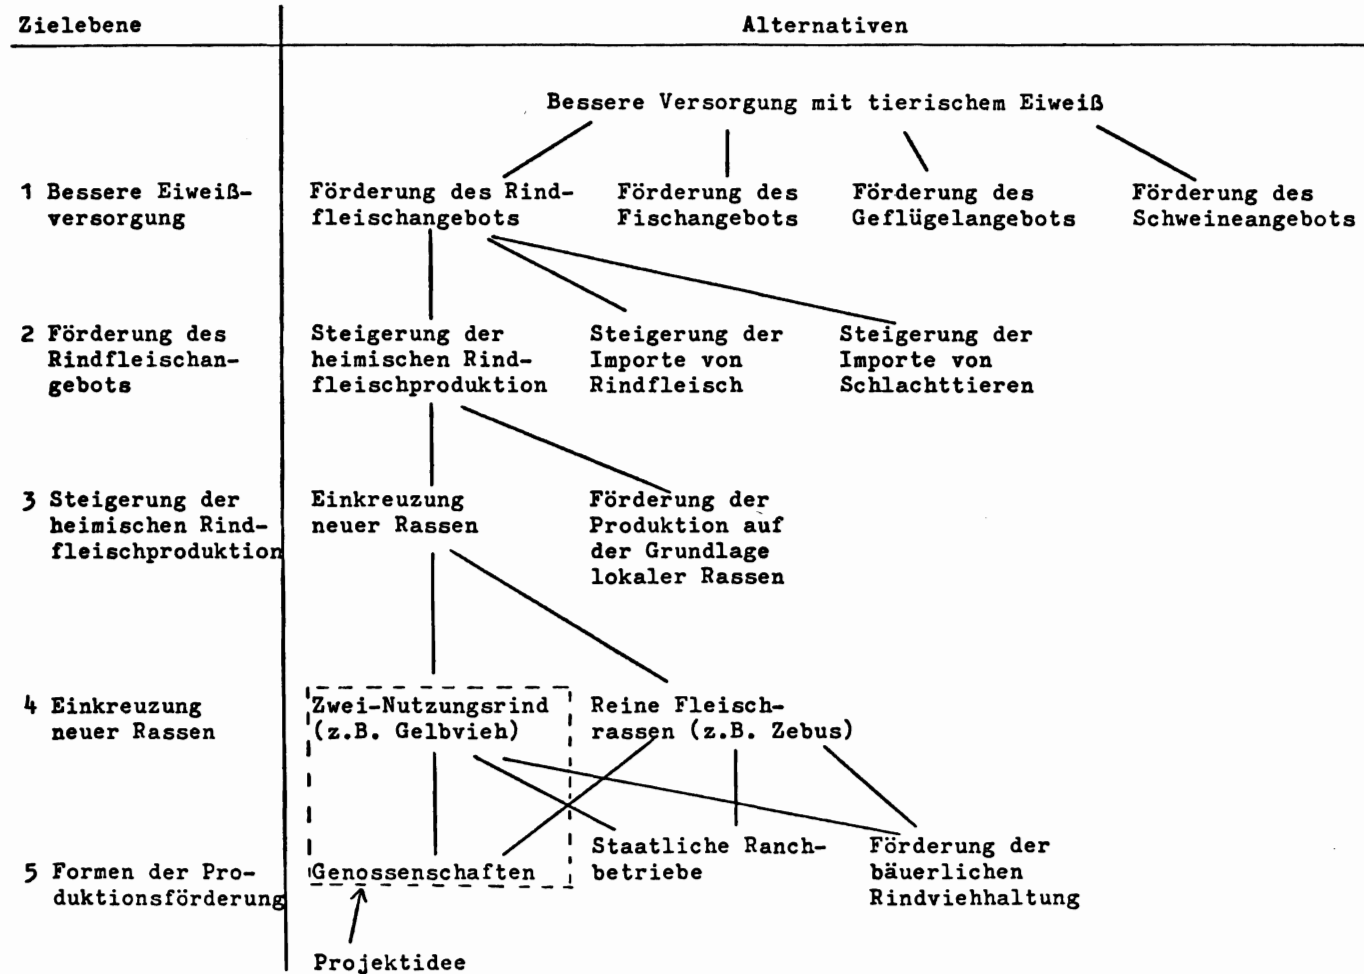 Zielebene
Alternativen
Bessere Versorgung mit tierischem Eiweiß
1 Bessere Eiweiß-
versorgung
Förderung des Rind-
fleischangebots
Förderung des
Fischangebots
Förderung des
Geflügelangebots
Förderung des
Schweineangebots
2 Förderung des
Rindfleischan-
gebots
Steigerung der
heimischen Rind-
fleischproduktion
Steigerung der
Importe von
Rindfleisch
Steigerung der
Importe von
Schlachttieren
3 Steigerung der
heimischen Rind-
fleischproduktion
Einkreuzung
neuer Rassen
Förderung der
Produktion auf
der Grundlage
lokaler Rassen
4 Einkreuzung
neuer Rassen
Zwei-Nutzungsrind
(z.B. Gelbvieh)
Reine Fleisch-
rassen (z.B. Zebus)
5 Formen der Pro-
duktionsförderung
Genossenschaften
Staatliche Ranch-
betriebe
Förderung der
bäuerlichen
Rindviehhaltung
Projektidee